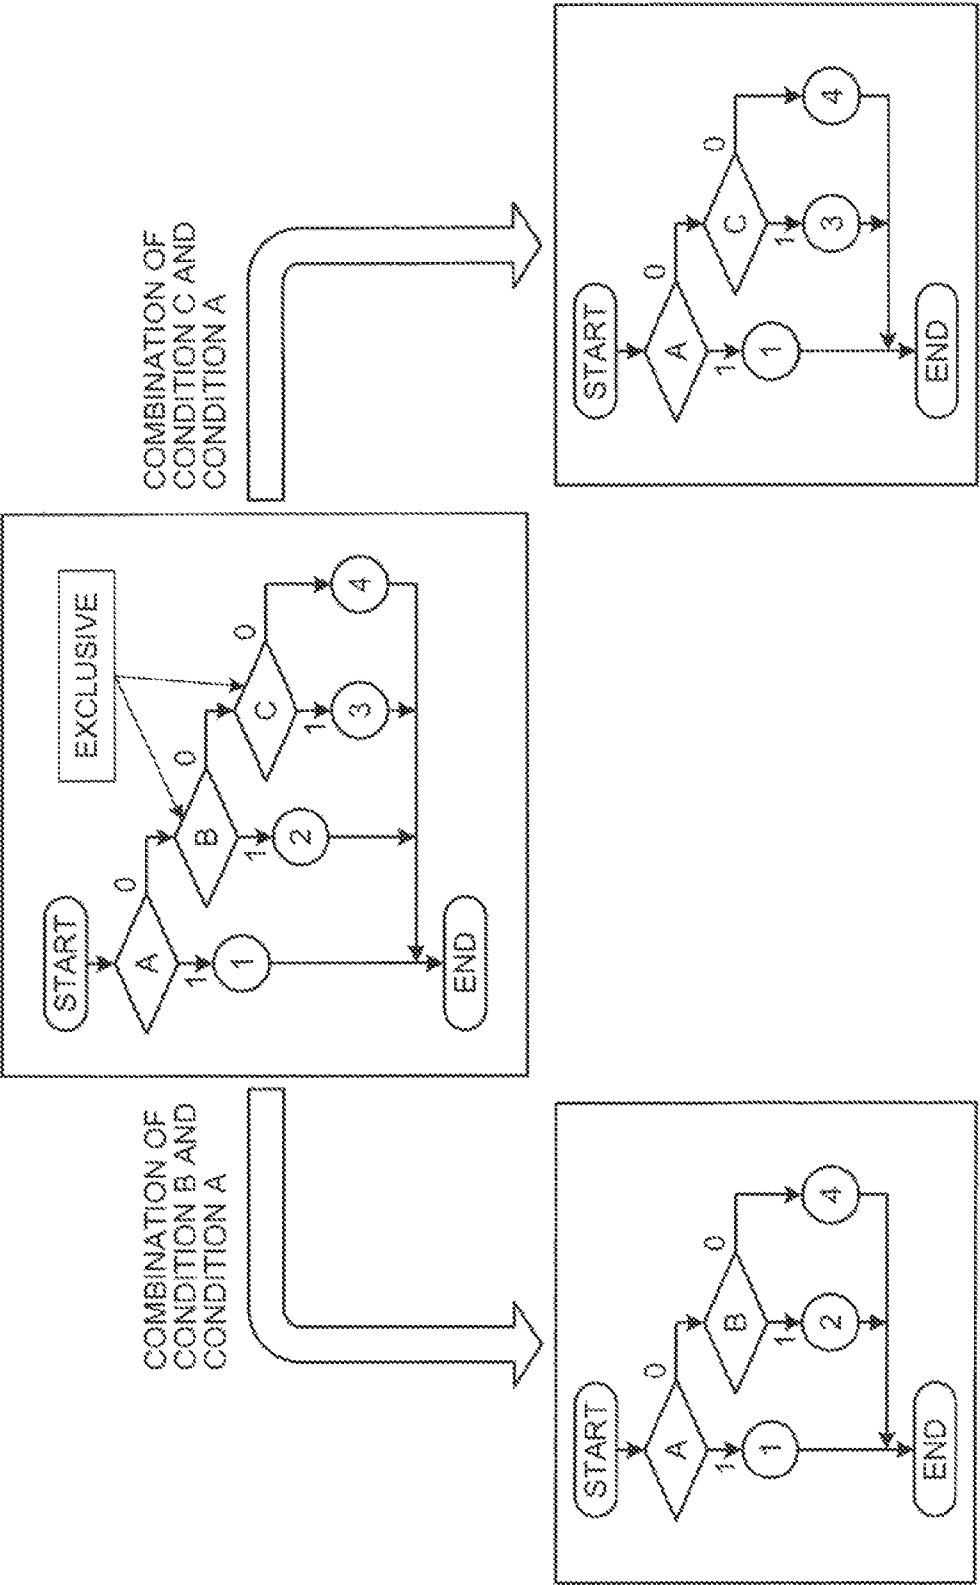 START
A
0
1
1
B
0
1
2
C
0
1
3
4
END
EXCLUSIVE
COMBINATION OF
CONDITION B AND
CONDITION A
COMBINATION OF
CONDITION C AND
CONDITION A
START
A
0
1
1
B
0
1
2
4
END
START
A
0
1
1
C
0
1
3
4
END